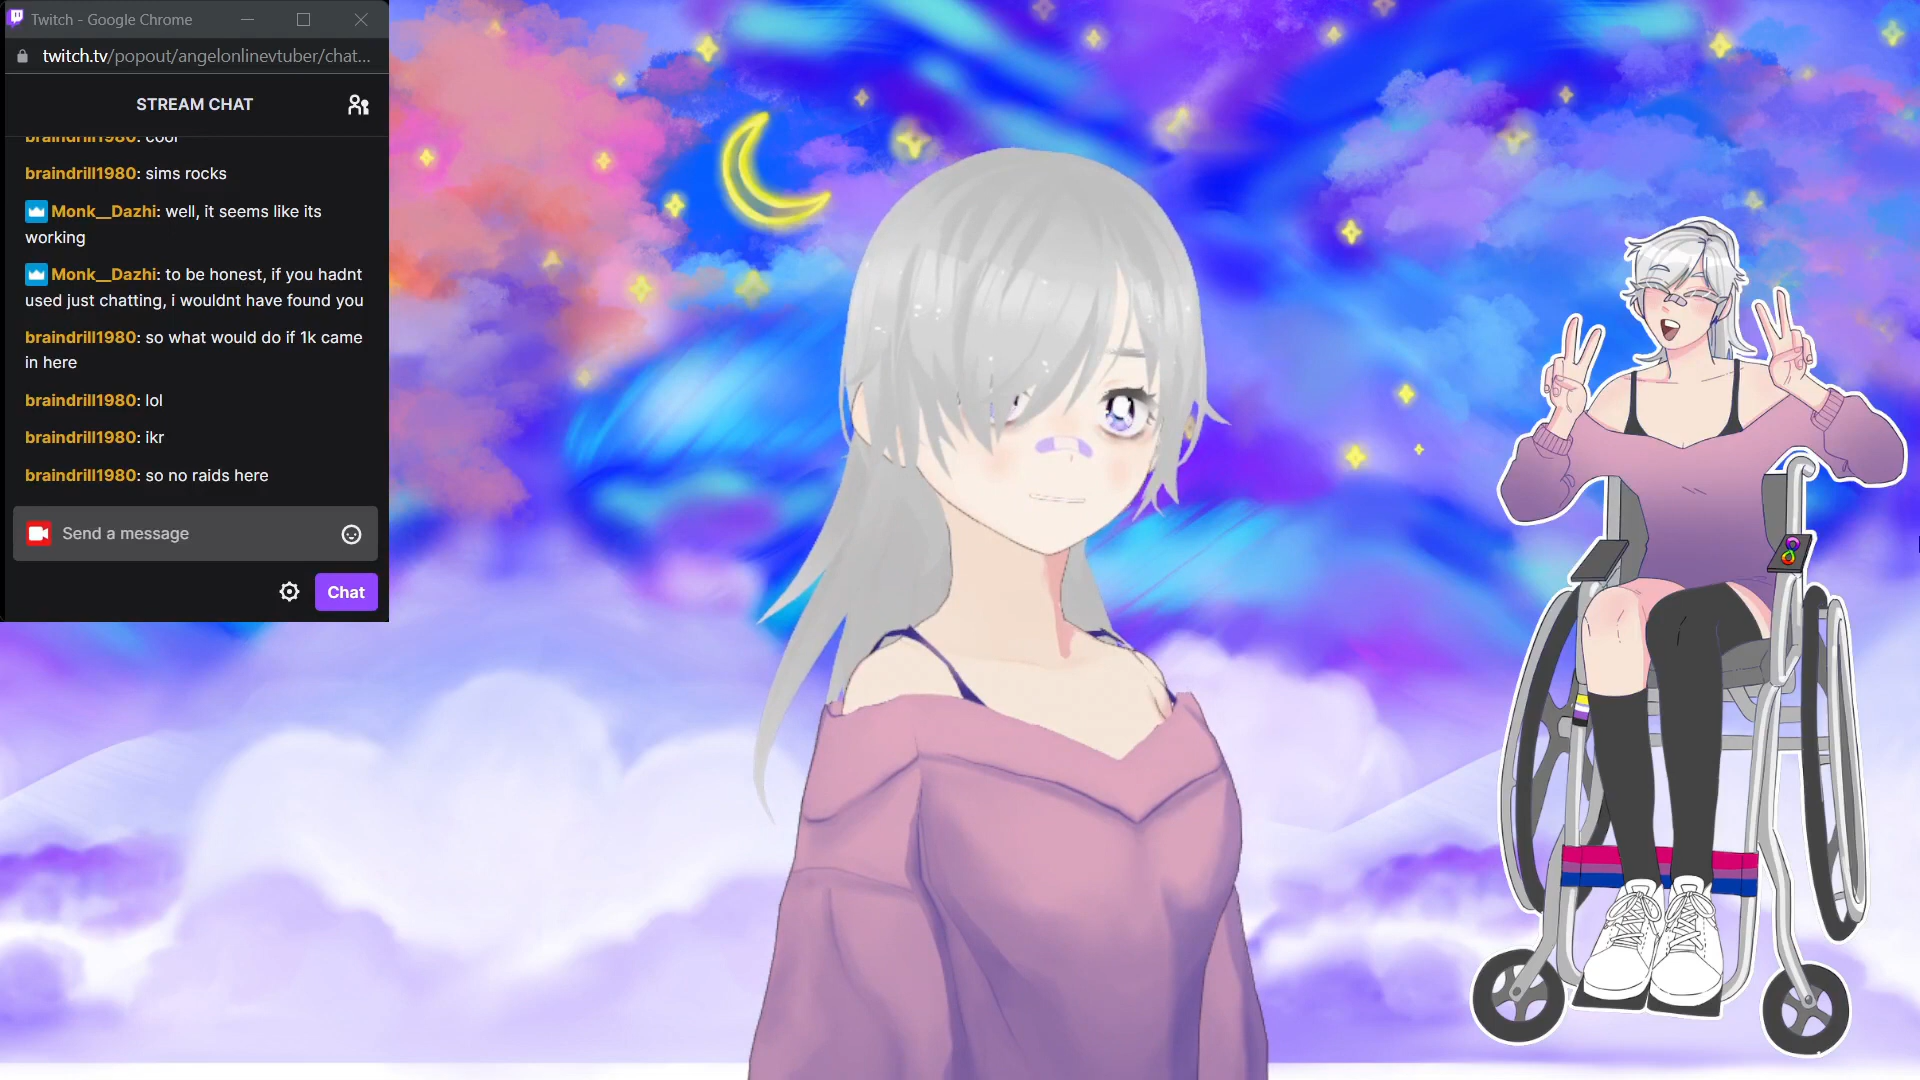 Twitch - Google Chrome
twitch.tv/popout/angelonlinevtuber/chat...
STREAM CHAT
braindrill1980: cool
braindrill1980: sims rocks
Monk__Dazhi: well, it seems like its
working
Monk__Dazhi: to be honest, if you hadnt
used just chatting, i wouldnt have found you
braindrill1980: so what would do if 1k came
in here
braindrill1980: lol
braindrill1980: ikr
braindrill1980: so no raids here
Send a message
Chat